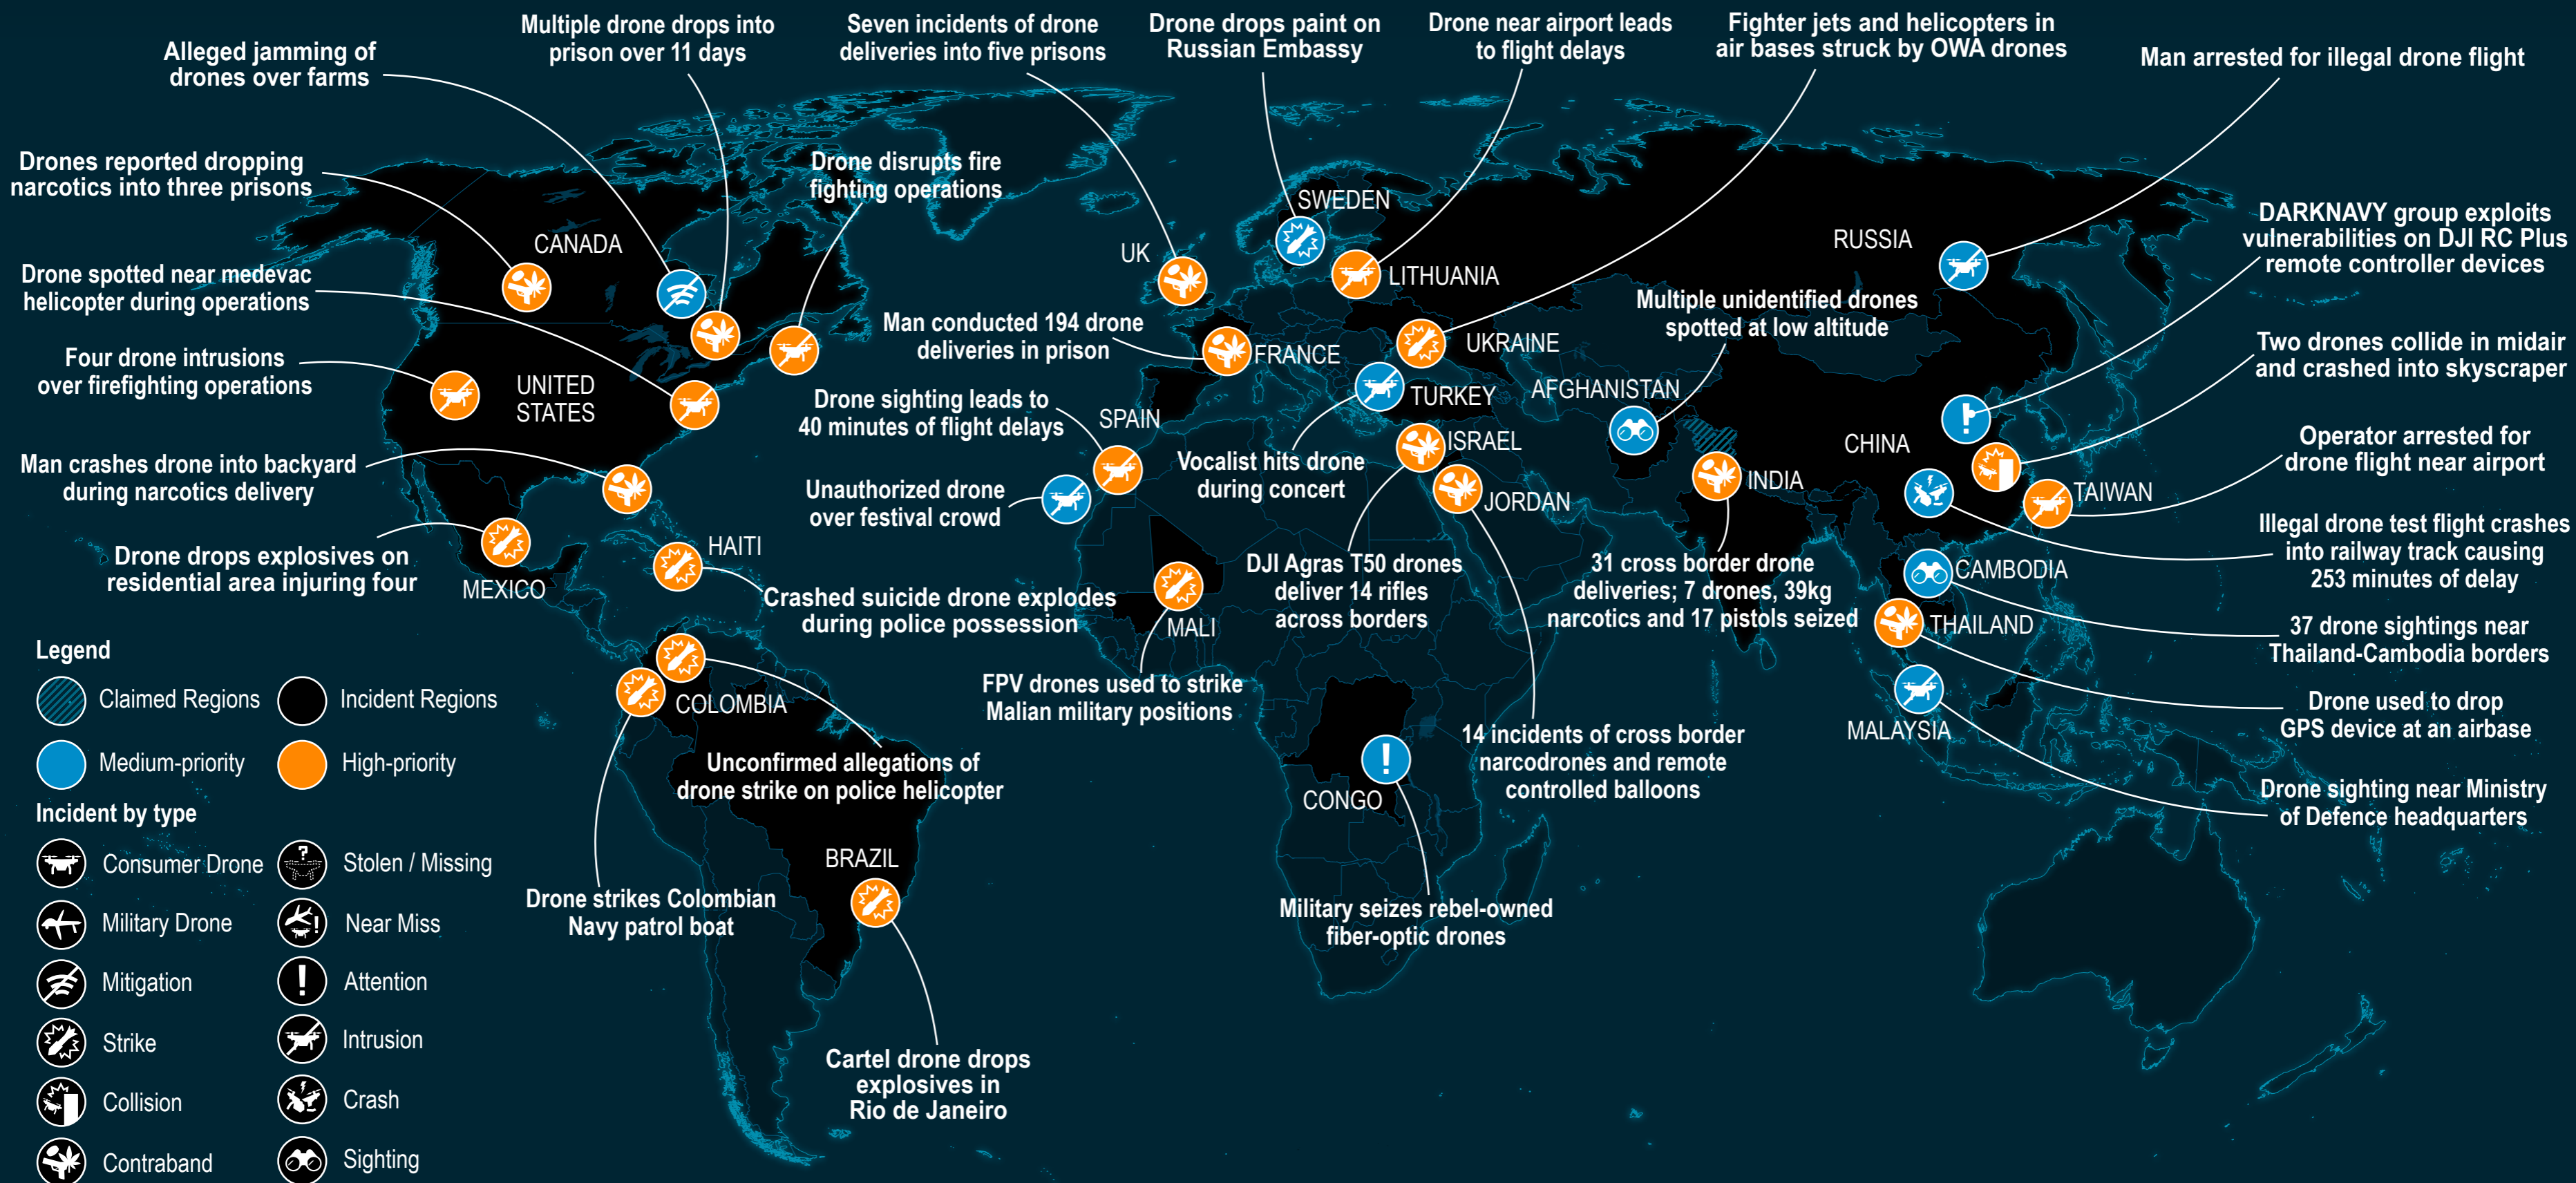 Alleged jamming of
drones over farms
Multiple drone drops into
prison over 11 days
Seven incidents of drone
deliveries into five prisons
Drone drops paint on
Russian Embassy
Drone near airport leads
to flight delays
Fighter jets and helicopters in
air bases struck by OWA drones
Man arrested for illegal drone flight
Drones reported dropping
narcotics into three prisons
Drone disrupts fire
fighting operations
CANADA
UK
SWEDEN
LITHUANIA
RUSSIA
DARKNAVY group exploits
vulnerabilities on DJI RC Plus
remote controller devices
Drone spotted near medevac
helicopter during operations
Man conducted 194 drone
deliveries in prison
FRANCE
UKRAINE
Multiple unidentified drones
spotted at low altitude
Two drones collide in midair
and crashed into skyscraper
Four drone intrusions
over firefighting operations
UNITED
STATES
Drone sighting leads to
40 minutes of flight delays
SPAIN
TURKEY
AFGHANISTAN
Man crashes drone into backyard
during narcotics delivery
Unauthorized drone
over festival crowd
Vocalist hits drone
during concert
ISRAEL
JORDAN
INDIA
CHINA
Operator arrested for
drone flight near airport
TAIWAN
Drone drops explosives on
residential area injuring four
MEXICO
HAITI
Crashed suicide drone explodes
during police possession
MALI
DJI Agras T50 drones
deliver 14 rifles
across borders
31 cross border drone
deliveries; 7 drones, 39kg
narcotics and 17 pistols seized
Illegal drone test flight crashes
into railway track causing
253 minutes of delay
CAMBODIA
THAILAND
37 drone sightings near
Thailand-Cambodia borders
FPV drones used to strike
Malian military positions
COLOMBIA
Unconfirmed allegations of
drone strike on police helicopter
14 incidents of cross border
narcodrones and remote
controlled balloons
MALAYSIA
Drone used to drop
GPS device at an airbase
CONGO
Drone sighting near Ministry
of Defence headquarters
BRAZIL
Drone strikes Colombian
Navy patrol boat
Military seizes rebel-owned
fiber-optic drones
Cartel drone drops
explosives in
Rio de Janeiro
Legend
Claimed Regions
Incident Regions
Medium-priority
High-priority
Incident by type
Consumer Drone
Stolen / Missing
Military Drone
Near Miss
Mitigation
Attention
Strike
Intrusion
Collision
Crash
Contraband
Sighting